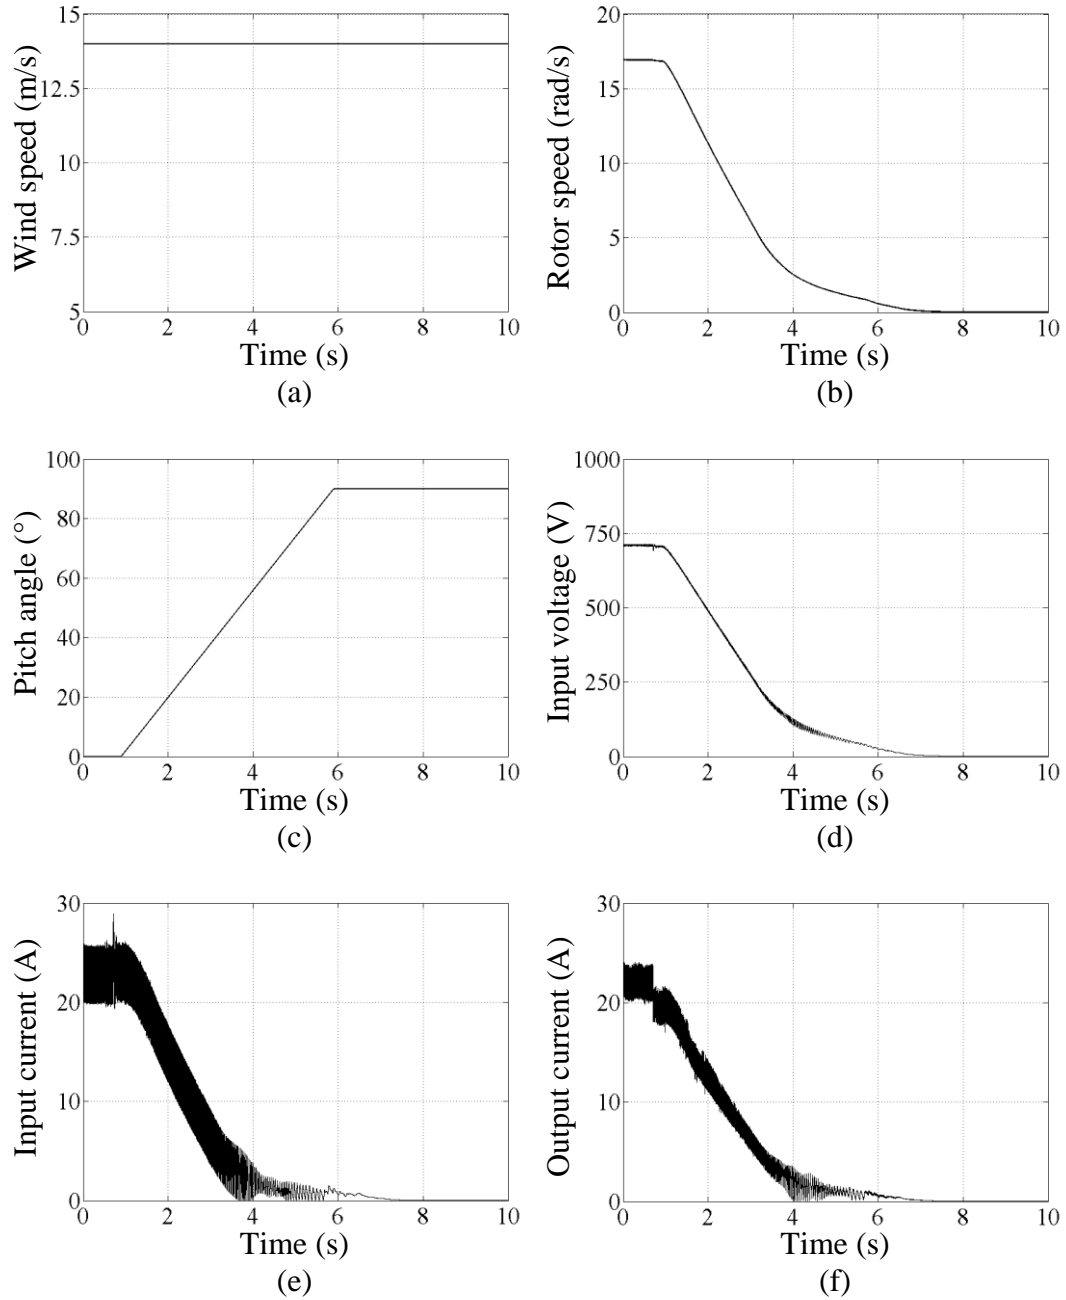 Wind speed (m/s)
15
12.5
10
7.5
5
0 2 4 6 8 10
Time (s)
(a)
Rotor speed (rad/s)
20
15
10
5
0
0 2 4 6 8 10
Time (s)
(b)
Pitch angle (°)
100
80
60
40
20
0
0 2 4 6 8 10
Time (s)
(c)
Input voltage (V)
1000
750
500
250
0
0 2 4 6 8 10
Time (s)
(d)
Input current (A)
30
20
10
0
0 2 4 6 8 10
Time (s)
(e)
Output current (A)
30
20
10
0
0 2 4 6 8 10
Time (s)
(f)